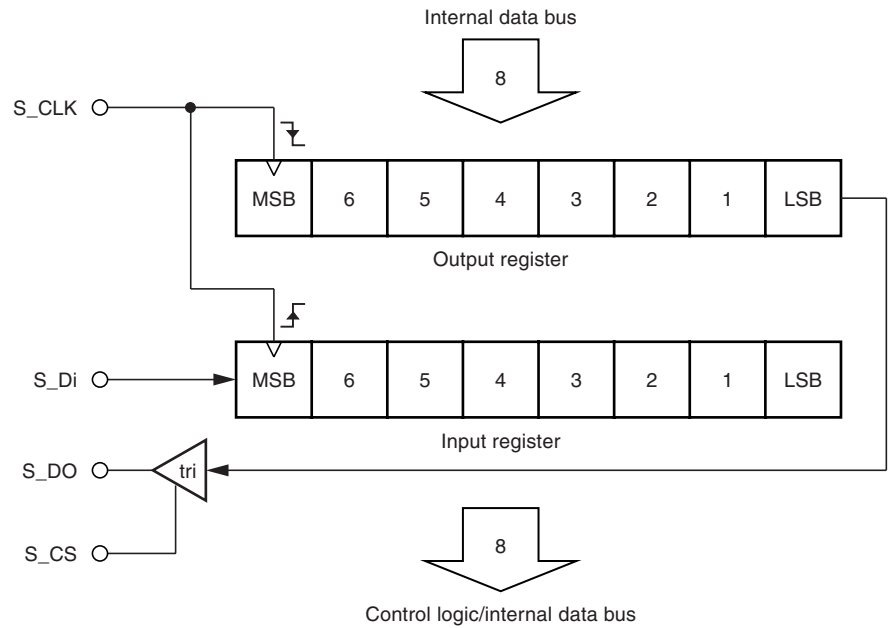 Internal data bus
8
S_CLK
MSB 6 5 4 3 2 1 LSB
Output register
S_Di
MSB 6 5 4 3 2 1 LSB
Input register
S_DO
tri
S_CS
8
Control logic/internal data bus